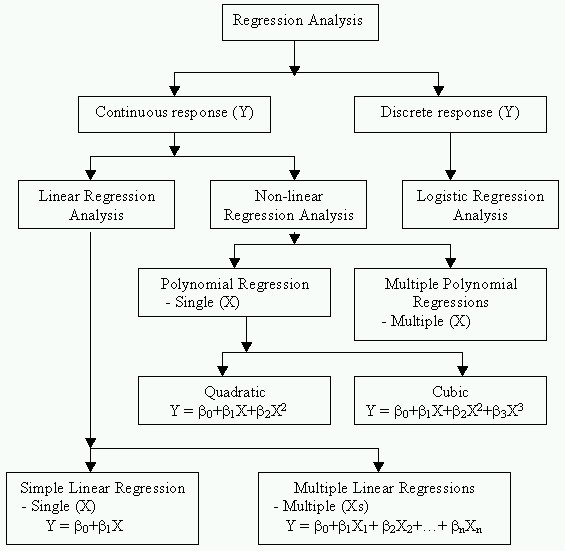 Regression Analysis
Continuous response (Y)
Discrete response (Y)
Linear Regression
Analysis
Non-linear
Regression Analysis
Logistic Regression
Analysis
Polynomial Regression
- Single (X)
Multiple Polynomial
Regressions
- Multiple (X)
Quadratic
Y = β₀+β₁X+β₂X²
Cubic
Y = β₀+β₁X+β₂X²+β₃X³
Simple Linear Regression
- Single (X)
Y = β₀+β₁X
Multiple Linear Regressions
- Multiple (Xs)
Y = β₀+β₁X₁+ β₂X₂+…+ βₙXₙ